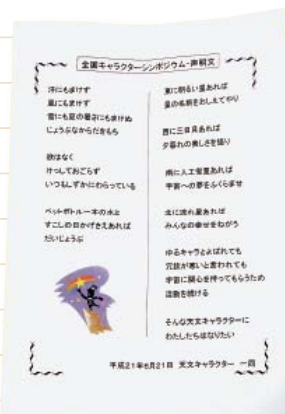 全国キャラクターシンポジウム-声明文
汗にもまけず
風にもまけず
雪にも夏の暑さにもまけぬ
じょうぶなからだをもち
欲はなく
けっしておこらず
いつもしずかにわらっている
ペットボトル一本の水と
すこしの日かげさえあれば
だいじょうぶ
東に明るい星あれば
星の名前をおしえてやり
西に三日月あれば
夕暮れの美しさを語り
南に人工衛星あれば
宇宙への夢をふくらませ
北に流れ星あれば
みんなの幸せをねがう
ゆるキャラとよばれても
冗談が寒いと言われても
宇宙に関心を持ってもらうため
活動を続ける
そんな天文キャラクターに
わたしたちはなりたい
平成21年6月21日 天文キャラクター 一同